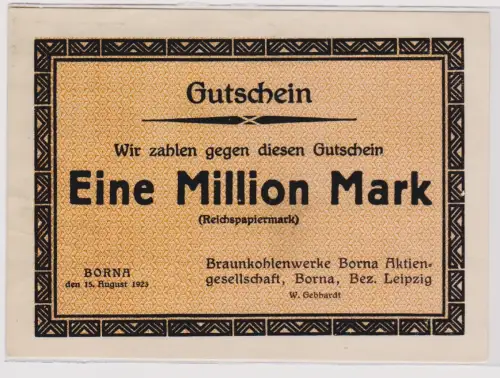 Gutschein
Wir zahlen gegen diesen Gutschein
Eine Million Mark
(Reichspapiermark)
BORNA
den 15. August 1923
Braunkohlenwerke Borna Aktien-
gesellschaft, Borna, Bez. Leipzig
W. Gebhardt